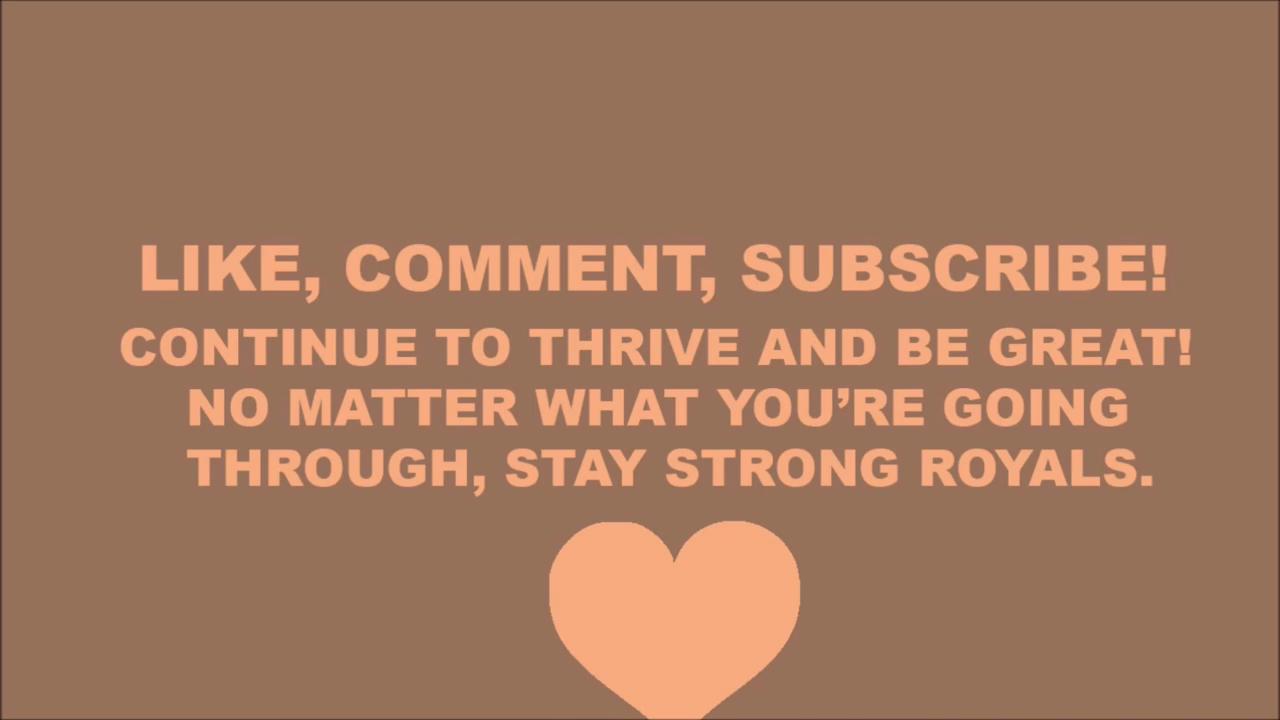 LIKE, COMMENT, SUBSCRIBE!
CONTINUE TO THRIVE AND BE GREAT!
NO MATTER WHAT YOU’RE GOING
THROUGH, STAY STRONG ROYALS.